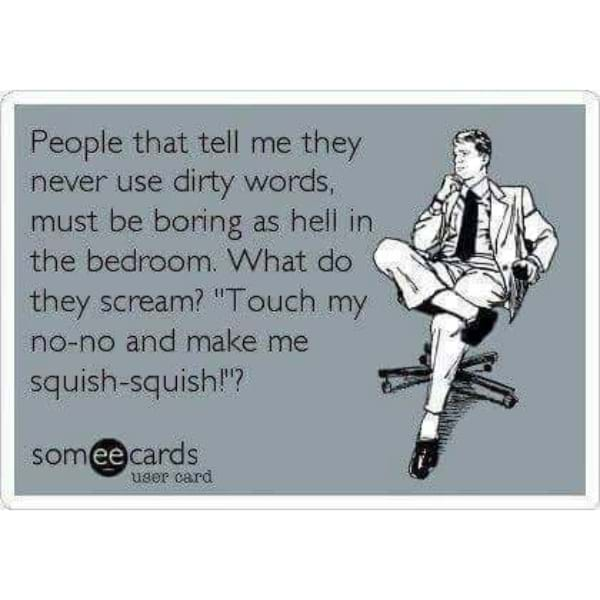 People that tell me they
never use dirty words,
must be boring as hell in
the bedroom. What do
they scream? "Touch my
no-no and make me
squish-squish!"?
someecards
user card